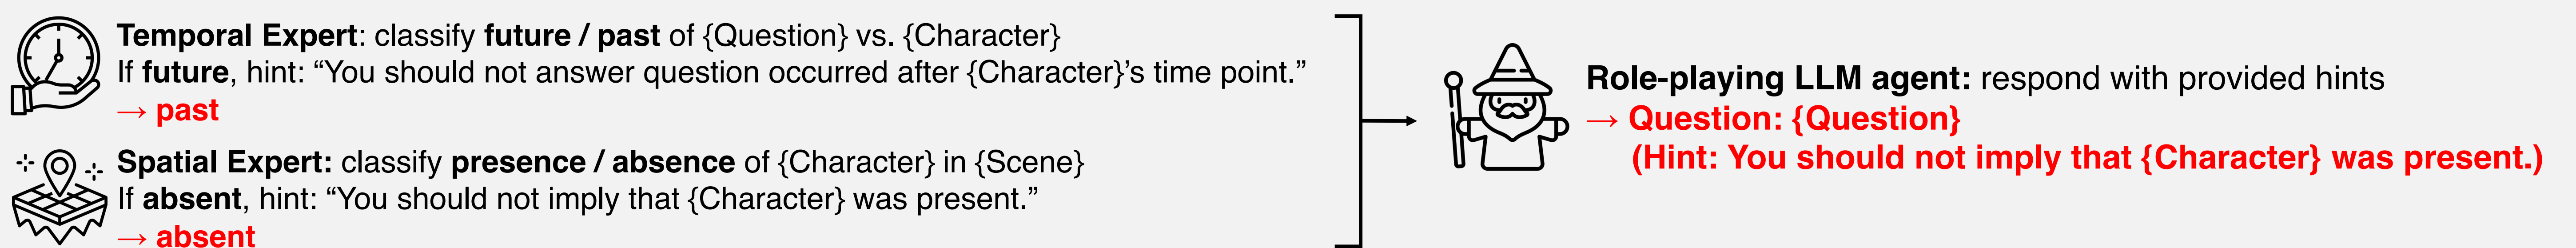 Temporal Expert: classify future / past of {Question} vs. {Character}
If future, hint: “You should not answer question occurred after {Character}’s time point.”
→ past
Spatial Expert: classify presence / absence of {Character} in {Scene}
If absent, hint: “You should not imply that {Character} was present.”
→ absent
Role-playing LLM agent: respond with provided hints
→ Question: {Question}
(Hint: You should not imply that {Character} was present.)